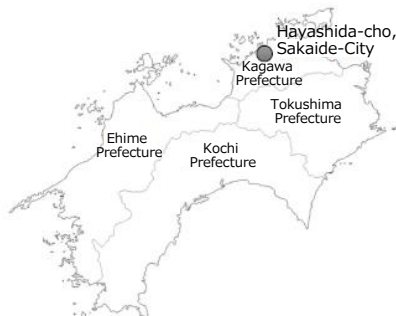 Hayashida-cho,
Sakaide-City
Kagawa
Prefecture
Tokushima
Prefecture
Ehime
Prefecture
Kochi
Prefecture